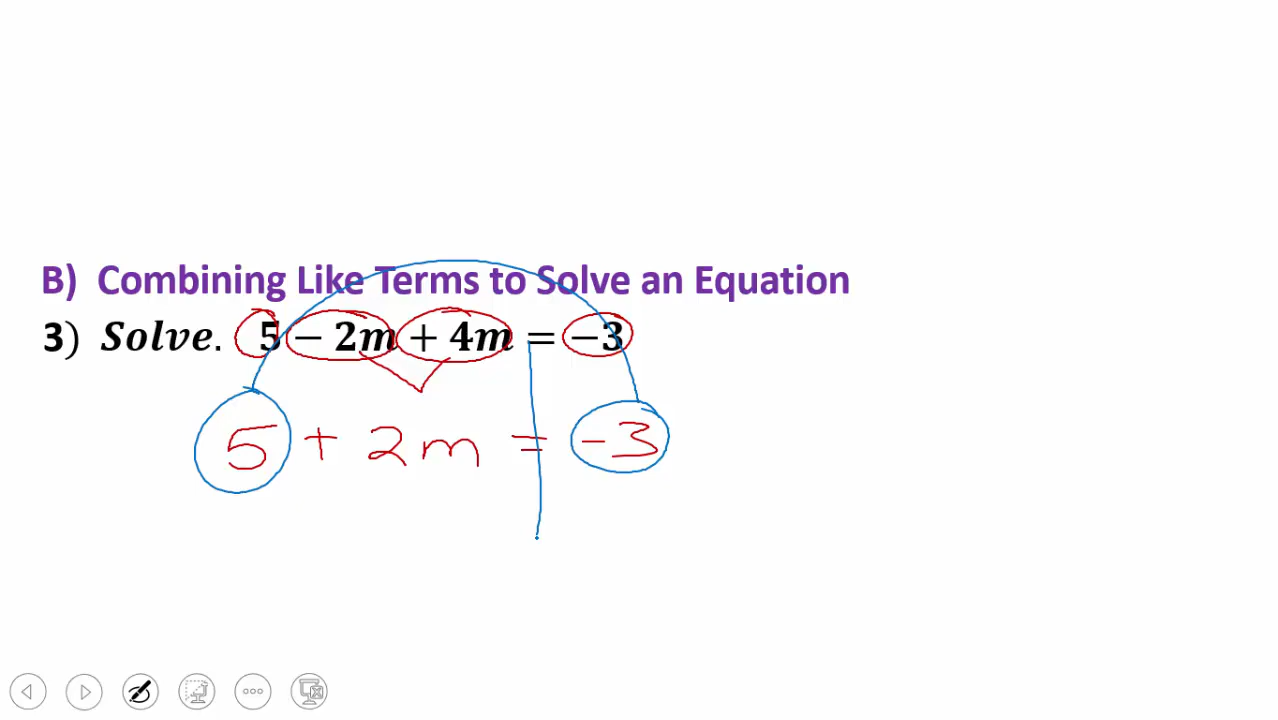 B) Combining Like Terms to Solve an Equation
3) Solve. 5 − 2m + 4m = −3
5 + 2m = -3